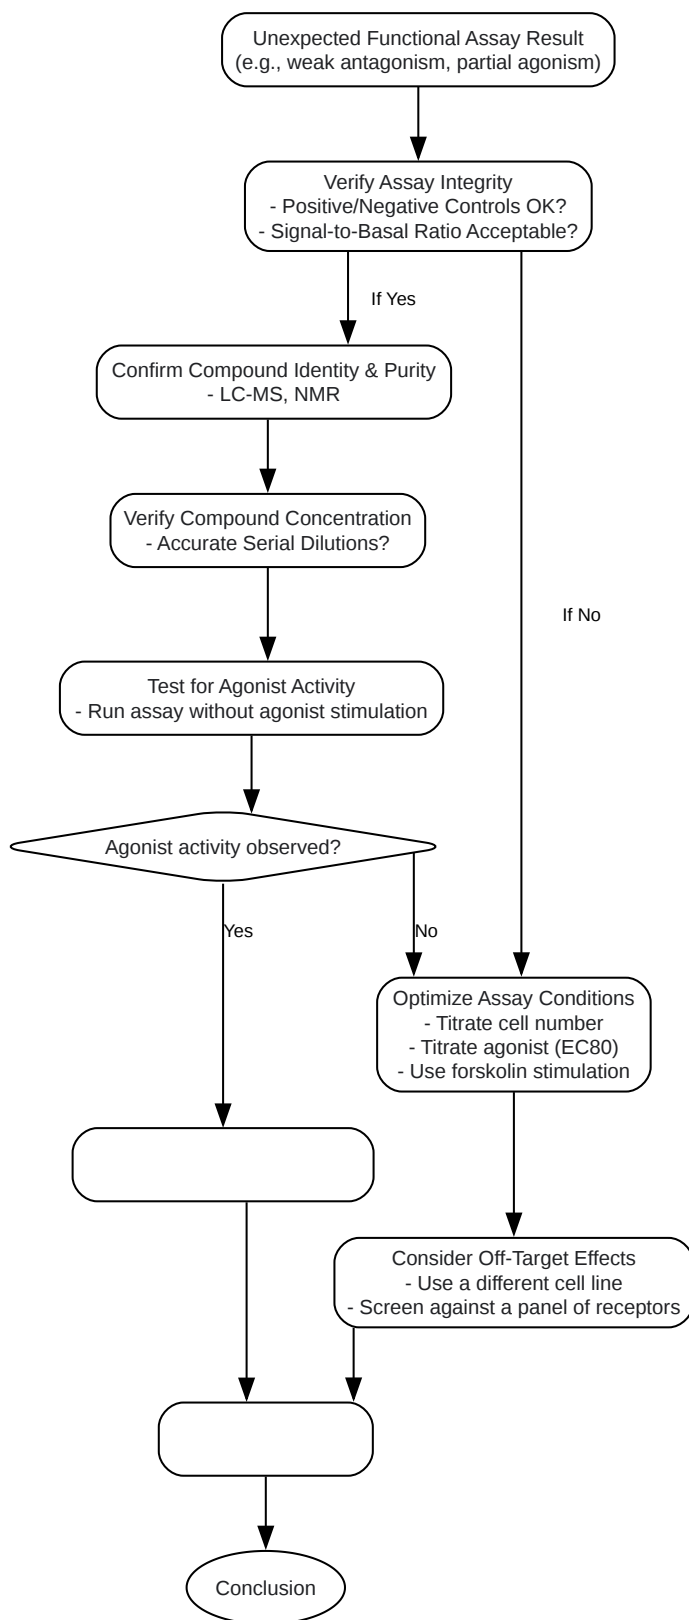 Unexpected Functional Assay Result
(e.g., weak antagonism, partial agonism)
Verify Assay Integrity
- Positive/Negative Controls OK?
- Signal-to-Basal Ratio Acceptable?
If Yes
Confirm Compound Identity & Purity
- LC-MS, NMR
Verify Compound Concentration
- Accurate Serial Dilutions?
If No
Test for Agonist Activity
- Run assay without agonist stimulation
Agonist activity observed?
Yes
No
Optimize Assay Conditions
- Titrate cell number
- Titrate agonist (EC80)
- Use forskolin stimulation
Consider Off-Target Effects
- Use a different cell line
- Screen against a panel of receptors
Conclusion